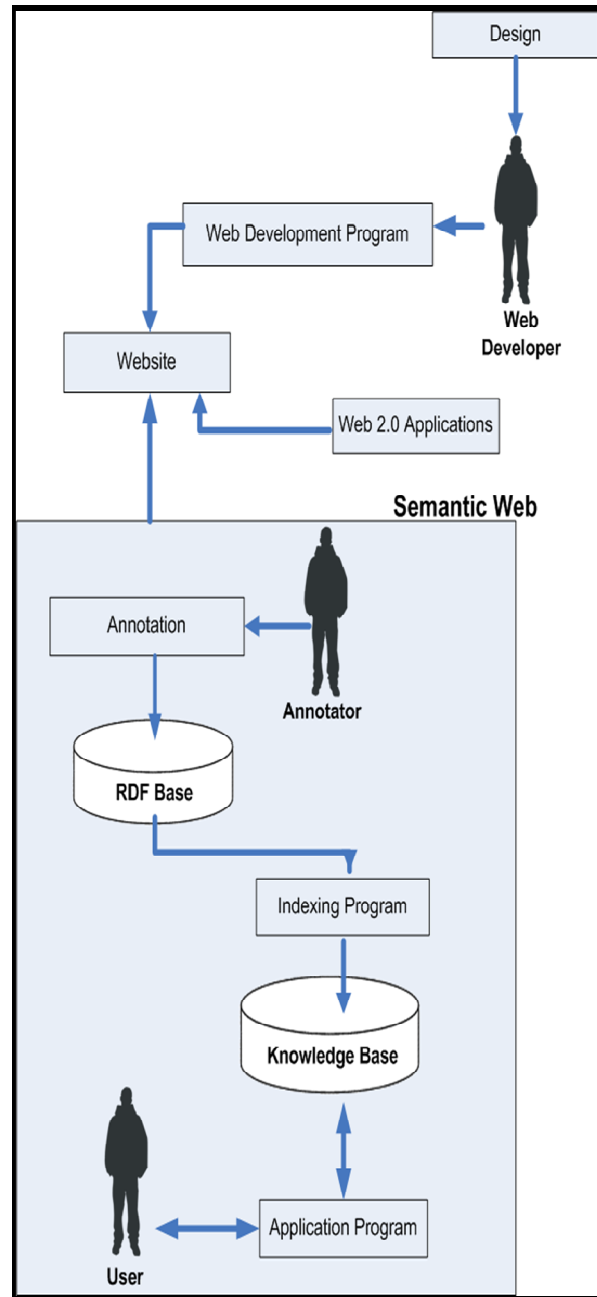 Design
Web Development Program
Web
Developer
Website
Web 2.0 Applications
Semantic Web
Annotation
Annotator
RDF Base
Indexing Program
Knowledge Base
Application Program
User